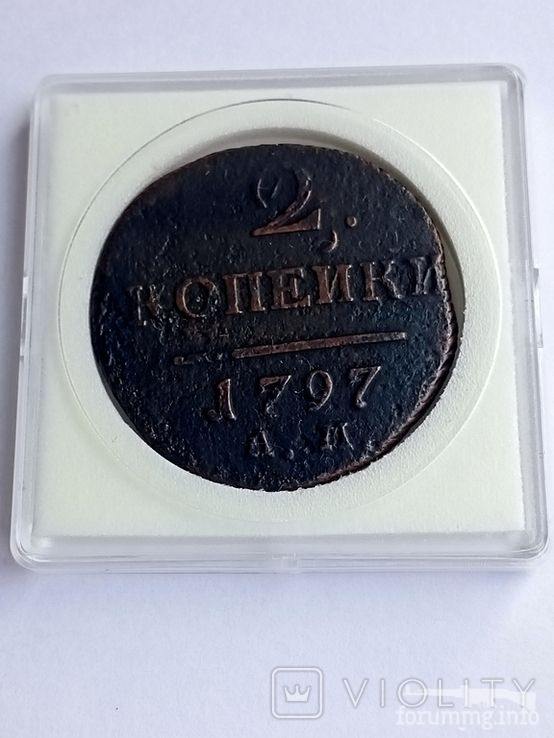 2.
КОПЕЙКИ
1797
А.М
VIOLITY
forummg.info